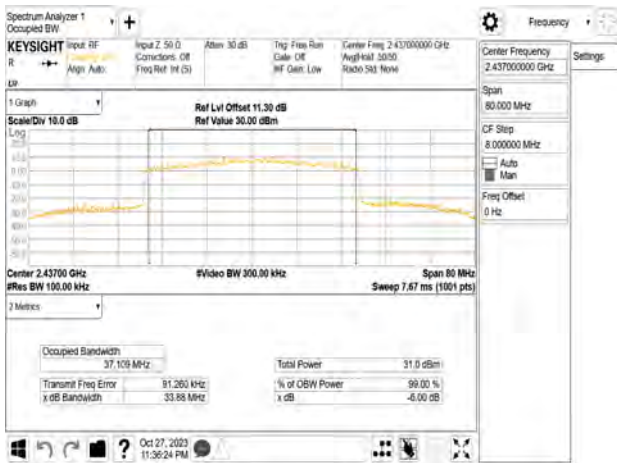 Spectrum Analyzer 1
Occupied BW
Frequency
KEYSIGHT
Input: RF
Input Z: 50 Ω
Atten: 30 dB
Trig: Free Run
Center Freq: 2.437000000 GHz
Corrections: Off
Gate: Off
Avg|Hold: 50/50
R
Align: Auto
Freq Ref: Int (S)
#IF Gain: Low
Radio Std: None
Center Frequency
2.437000000 GHz
Settings
Span
80.000 MHz
CF Step
8.000000 MHz
Auto
Man
Freq Offset
0 Hz
1 Graph
Ref Lvl Offset 11.30 dB
Scale/Div 10.0 dB
Ref Value 30.00 dBm
Log
Center 2.43700 GHz
#Video BW 300.00 kHz
Span 80 MHz
#Res BW 100.00 kHz
Sweep 7.67 ms (1001 pts)
2 Metrics
Occupied Bandwidth
37.109 MHz
Total Power
31.0 dBm
Transmit Freq Error
91.260 kHz
% of OBW Power
99.00 %
x dB Bandwidth
33.88 MHz
x dB
-6.00 dB
Oct 27, 2023
11:36:24 PM